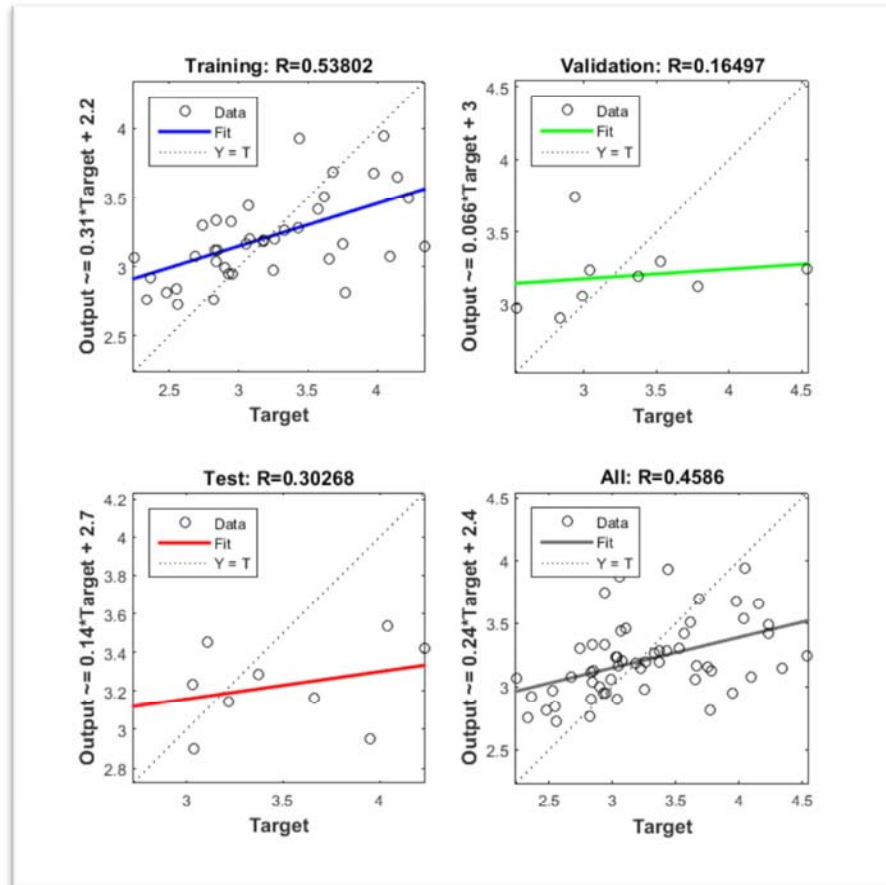 Training: R=0.53802
Output ~= 0.31*Target + 2.2
Data
Fit
Y = T
4
3.5
3
2.5
2.5 3 3.5 4
Target
Validation: R=0.16497
Output ~= 0.066*Target + 3
Data
Fit
Y = T
4.5
4
3.5
3
3 3.5 4 4.5
Target
Test: R=0.30268
Output ~= 0.14*Target + 2.7
Data
Fit
Y = T
4.2
4
3.8
3.6
3.4
3.2
3
2.8
3 3.5 4
Target
All: R=0.4586
Output ~= 0.24*Target + 2.4
Data
Fit
Y = T
4.5
4
3.5
3
2.5
2.5 3 3.5 4 4.5
Target